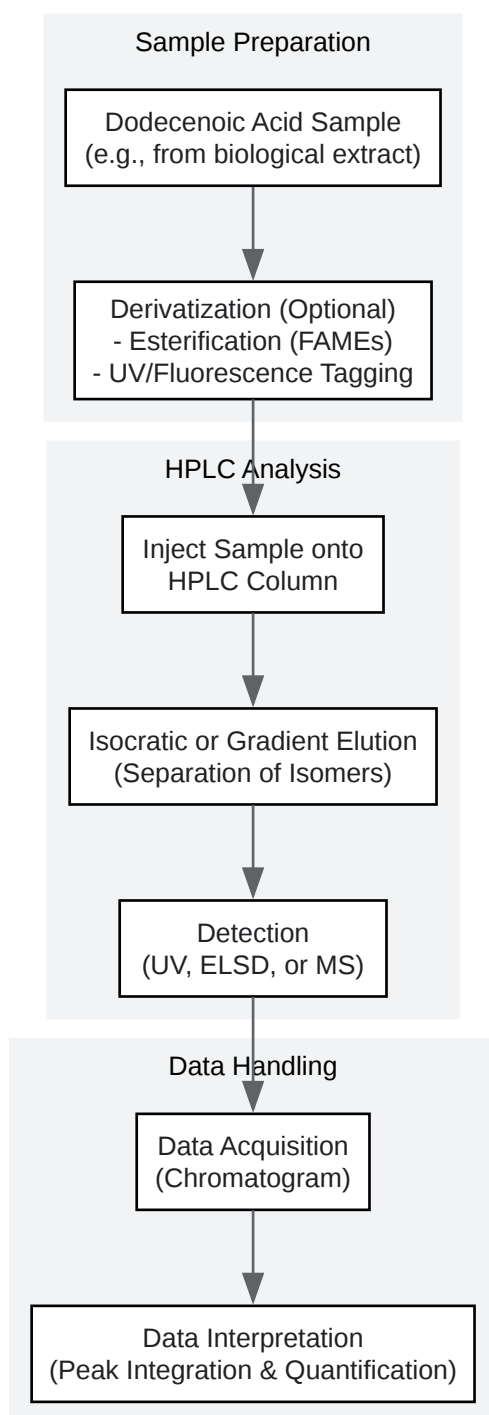 Sample Preparation
Dodecenoic Acid Sample
(e.g., from biological extract)
Derivatization (Optional)
- Esterification (FAMEs)
- UV/Fluorescence Tagging
HPLC Analysis
Inject Sample onto
HPLC Column
Isocratic or Gradient Elution
(Separation of Isomers)
Detection
(UV, ELSD, or MS)
Data Handling
Data Acquisition
(Chromatogram)
Data Interpretation
(Peak Integration & Quantification)